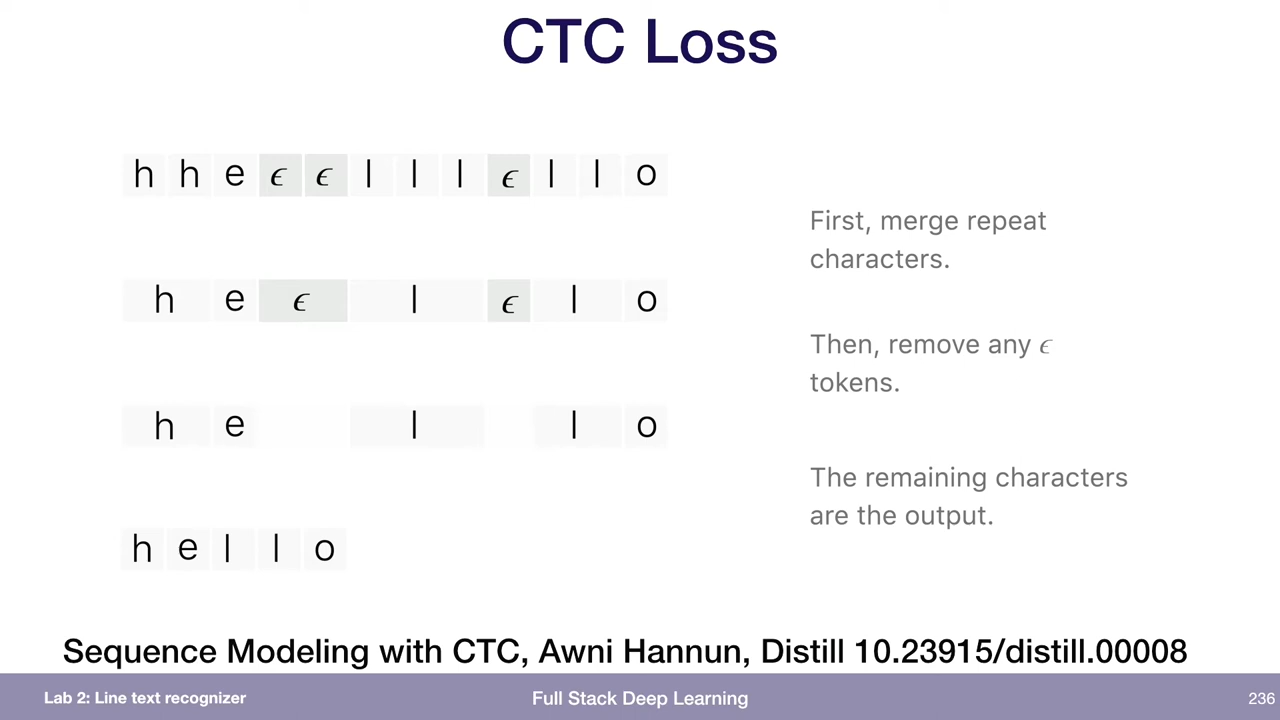 CTC Loss
h h e ϵ ϵ l l l ϵ l l o
First, merge repeat
characters.
h e ϵ l ϵ l o
Then, remove any ϵ
tokens.
h e l l o
The remaining characters
are the output.
h e l l o
Sequence Modeling with CTC, Awni Hannun, Distill 10.23915/distill.00008
Lab 2: Line text recognizer
Full Stack Deep Learning
236